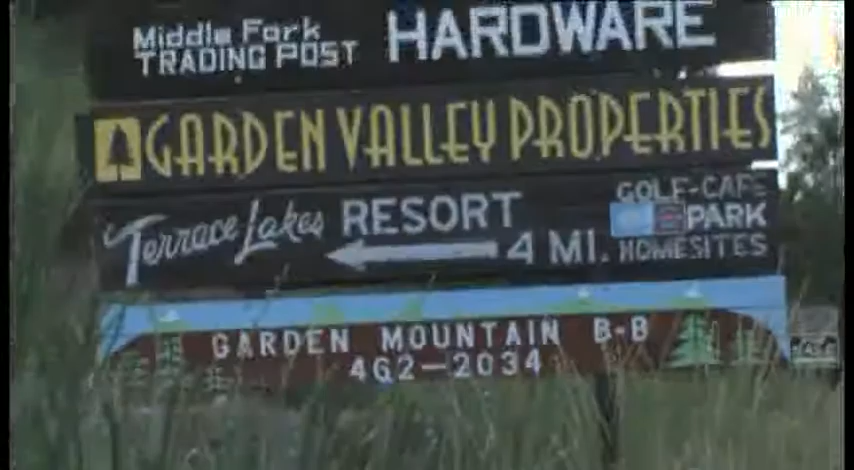 Middle Fork HARDWARE
TRADING POST
GARDEN VALLEY PROPERTIES
Terrace Lakes RESORT
4 MI.
GOLF-CAFE
PARK
HOMESITES
GARDEN MOUNTAIN B-B
462-2034